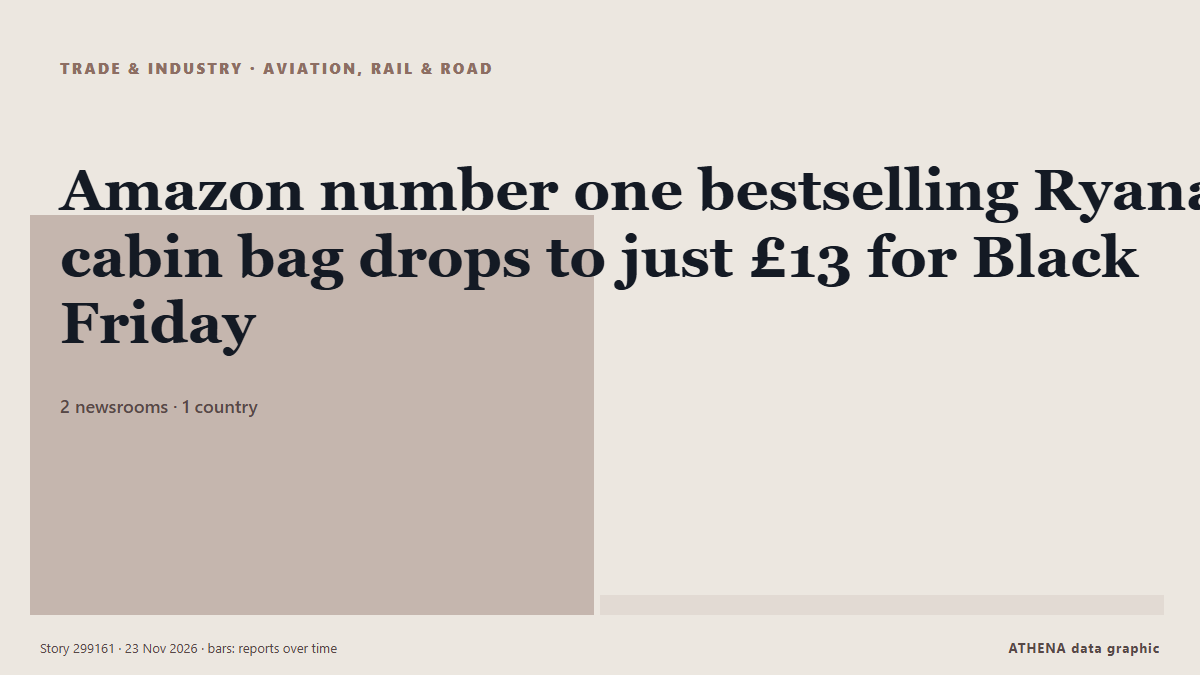 TRADE & INDUSTRY · AVIATION, RAIL & ROAD
Amazon number one bestselling
cabin bag drops to just £13 for Black
Friday
2 newsrooms · 1 country
Story 299161 · 23 Nov 2026 · bars: reports over time
ATHENA data graphic